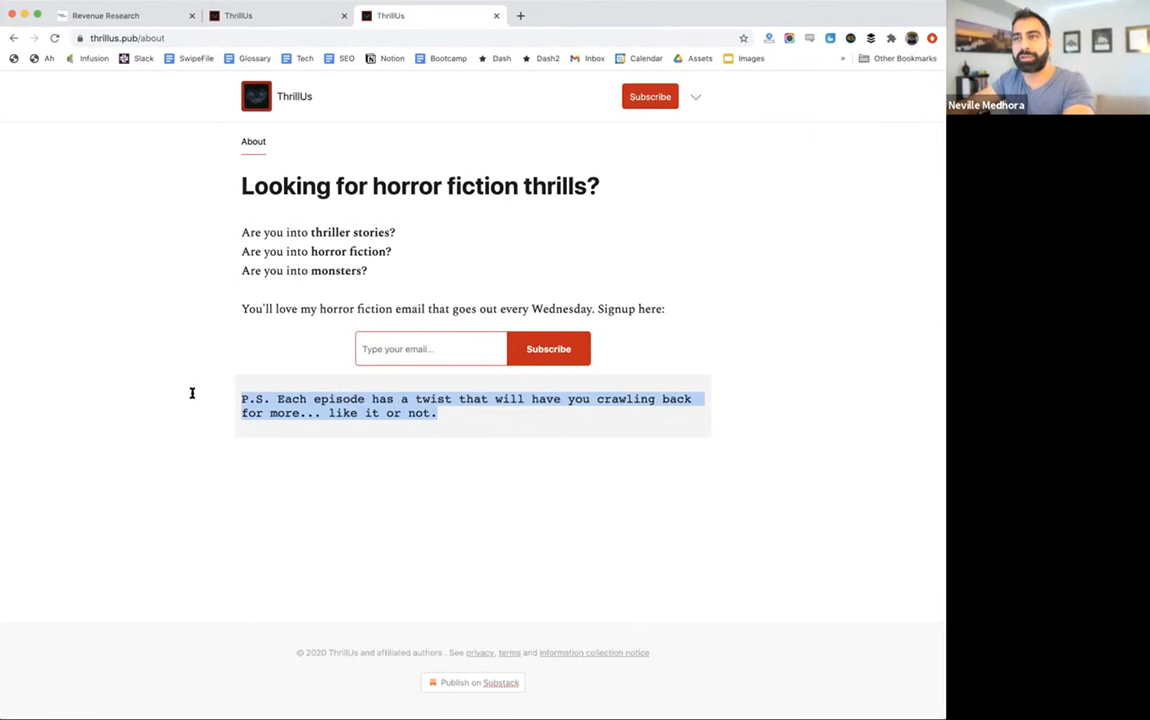 Revenue Research
ThrillUs
ThrillUs
thrillus.pub/about
Ah
Infusion
Slack
SwipeFile
Glossary
Tech
SEO
Notion
Bootcamp
Dash
Dash2
Inbox
Calendar
Assets
Images
»
Other Bookmarks
Neville Medhora
ThrillUs
Subscribe
About
Looking for horror fiction thrills?
Are you into thriller stories?
Are you into horror fiction?
Are you into monsters?
You'll love my horror fiction email that goes out every Wednesday. Signup here:
Type your email...
Subscribe
P.S. Each episode has a twist that will have you crawling back
for more... like it or not.
© 2020 ThrillUs and affiliated authors . See privacy, terms and information collection notice
Publish on Substack